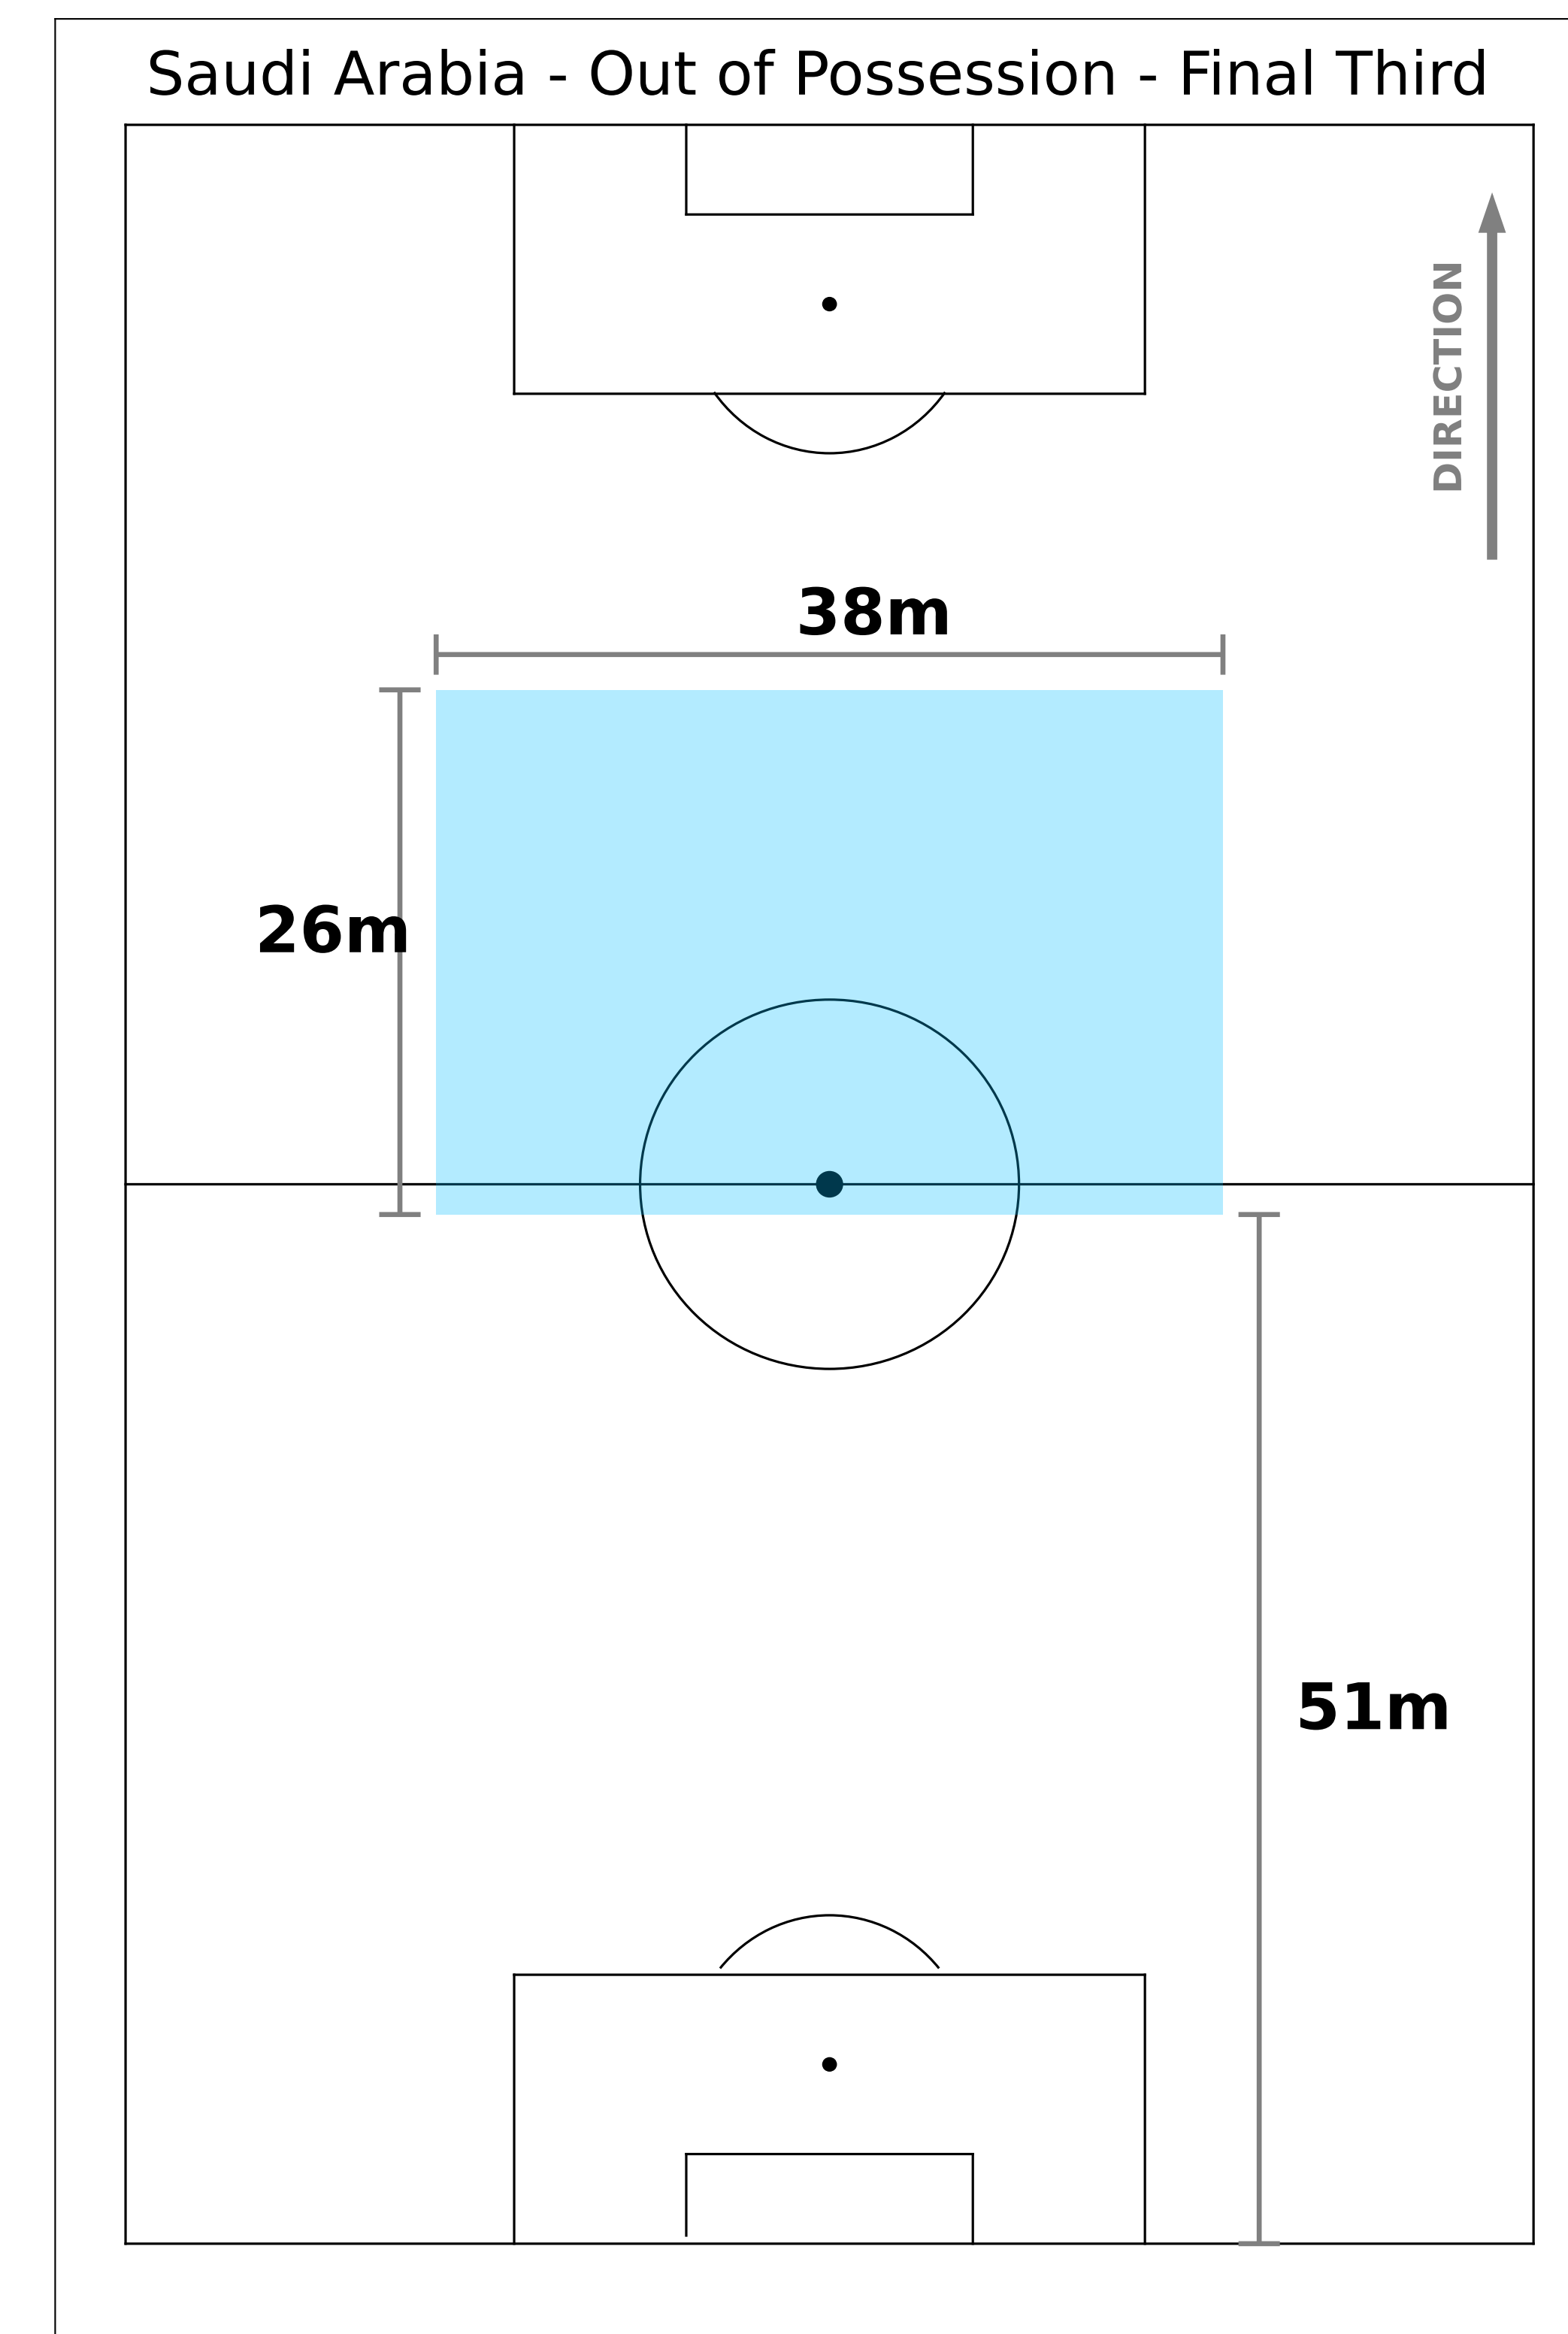 Saudi Arabia - Out of Possession - Final Third
DIRECTION
38m
26m
51m